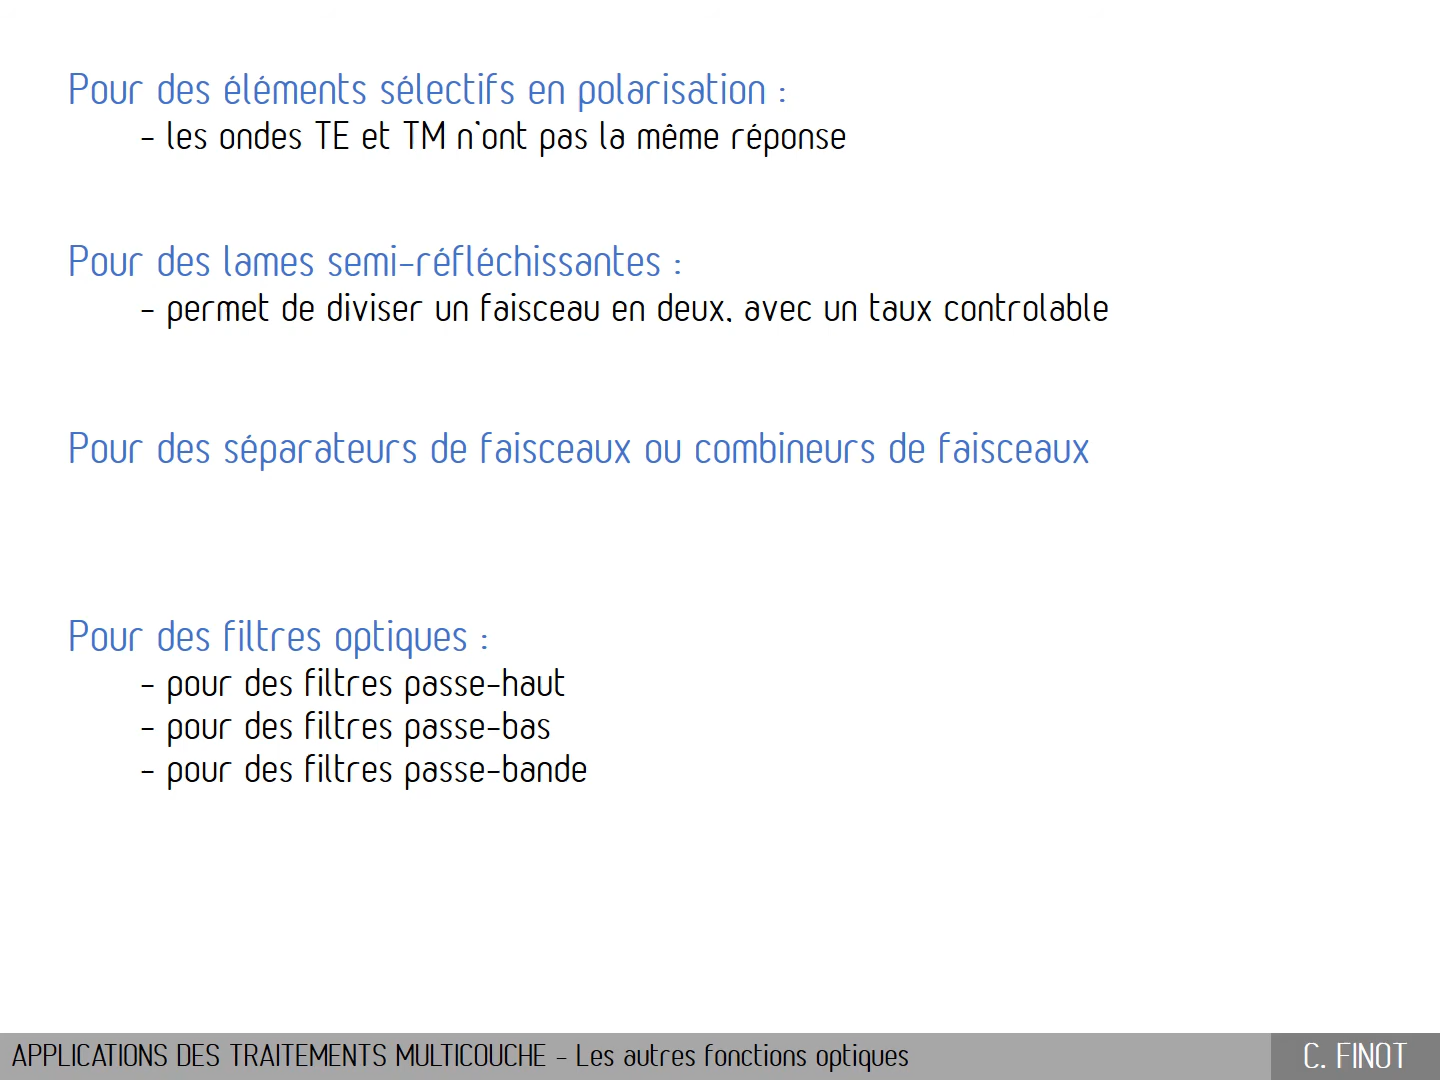 Pour des éléments sélectifs en polarisation :
- les ondes TE et TM n'ont pas la même réponse
Pour des lames semi-réfléchissantes :
- permet de diviser un faisceau en deux, avec un taux controlable
Pour des séparateurs de faisceaux ou combineurs de faisceaux
Pour des filtres optiques :
- pour des filtres passe-haut
- pour des filtres passe-bas
- pour des filtres passe-bande
APPLICATIONS DES TRAITEMENTS MULTICOUCHE - Les autres fonctions optiques
C. FINOT